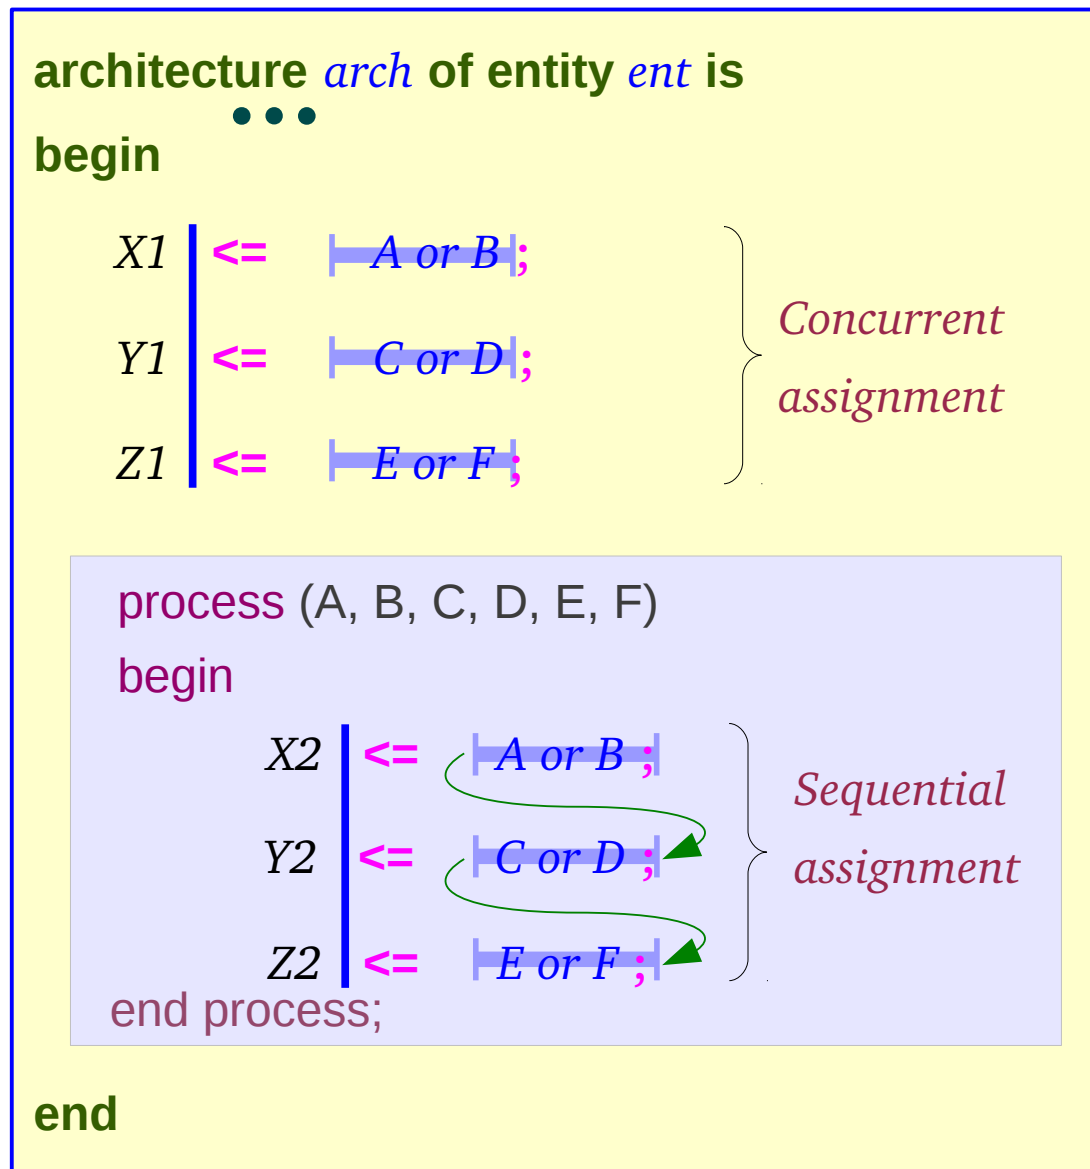 architecture arch of entity ent is
• • •
begin
X1 <= A or B ;
Y1 <= C or D ;
Z1 <= E or F ;
Concurrent
assignment
process (A, B, C, D, E, F)
begin
X2 <= A or B ;
Y2 <= C or D ;
Z2 <= E or F ;
Sequential
assignment
end process;
end